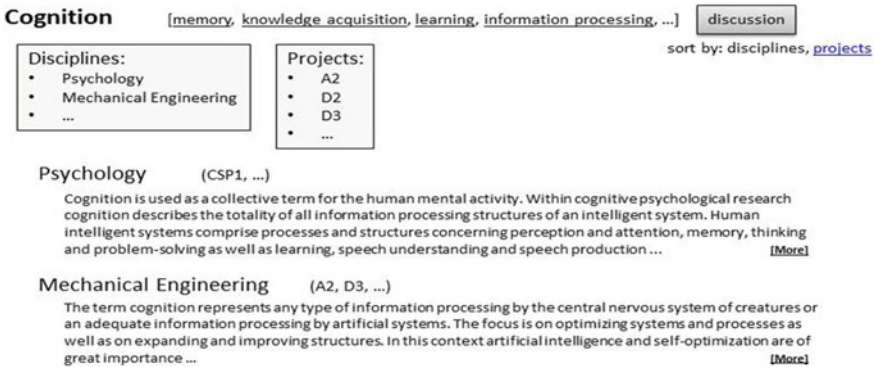 Cognition [memory, knowledge acquisition, learning, information processing, ...] discussion
sort by: disciplines, projects
Disciplines:
• Psychology
• Mechanical Engineering
• ...
Projects:
• A2
• D2
• D3
• ...
Psychology (CSP1, ...)
Cognition is used as a collective term for the human mental activity. Within cognitive psychological research
cognition describes the totality of all information processing structures of an intelligent system. Human
intelligent systems comprise processes and structures concerning perception and attention, memory, thinking
and problem-solving as well as learning, speech understanding and speech production ... [More]
Mechanical Engineering (A2, D3, ...)
The term cognition represents any type of information processing by the central nervous system of creatures or
an adequate information processing by artificial systems. The focus is on optimizing systems and processes as
well as on expanding and improving structures. In this context artificial intelligence and self-optimization are of
great importance ... [More]